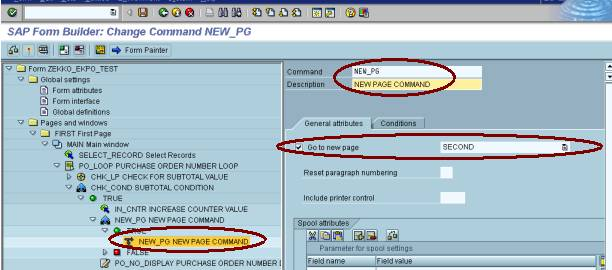 SAP Form Builder: Change Command NEW_PG
Form Painter
Form ZEKKO_EKPO_TEST
Global settings
Form attributes
Form interface
Global definitions
Pages and windows
FIRST First Page
MAIN Main window
SELECT_RECORD Select Records
PO_LOOP PURCHASE ORDER NUMBER LOOP
CHK_LP CHECK FOR SUBTOTAL VALUE
CHK_COND SUBTOTAL CONDITION
TRUE
IN_CNTR INCREASE COUNTER VALUE
NEW_PG NEW PAGE COMMAND
TRUE
NEW_PG NEW PAGE COMMAND
FALSE
PO_NO_DISPLAY PURCHASE ORDER NUMBER
Command NEW_PG
Description NEW PAGE COMMAND
General attributes Conditions
Go to new page SECOND
Reset paragraph numbering
Include printer control
Spool attributes
Parameter for spool settings
Field name Field value